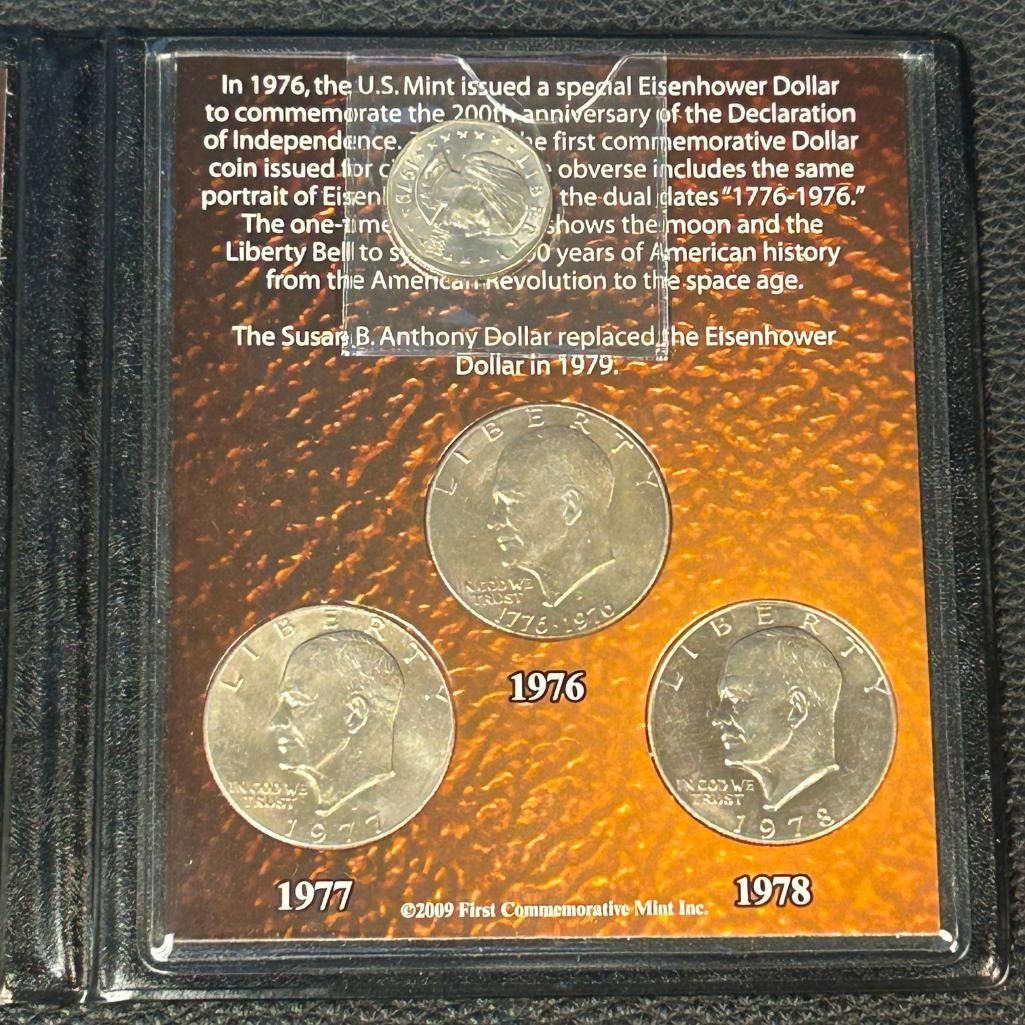 In 1976, the U.S. Mint issued a special Eisenhower Dollar
to commemorate the 200th anniversary of the Declaration
of Independence. first commemorative Dollar
coin issued for obverse includes the same
portrait of the dual dates "1776-1976."
The one-time shows the moon and the
Liberty Bell to years of American history
from the American Revolution to the space age.
The Susan B. Anthony Dollar replaced the Eisenhower
Dollar in 1979.
LIBERTY
1979
LIBERTY
IN GOD WE
TRUST
1776-1976
1976
LIBERTY
IN GOD WE
TRUST
1977
1977
LIBERTY
IN GOD WE
TRUST
1978
1978
©2009 First Commemorative Mint Inc.